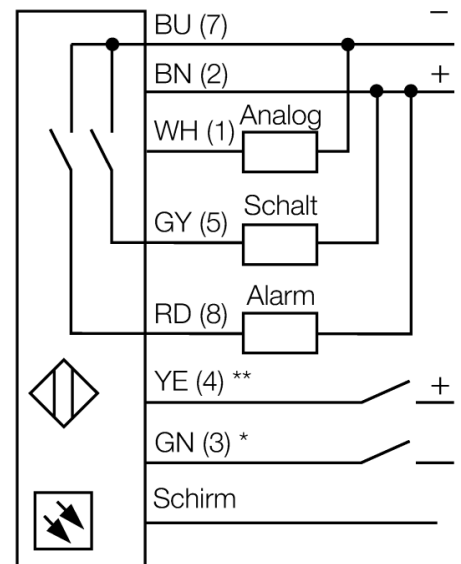 BU (7) −
BN (2) +
WH (1) Analog
GY (5) Schalt
RD (8) Alarm
YE (4) ** +
GN (3) * −
Schirm